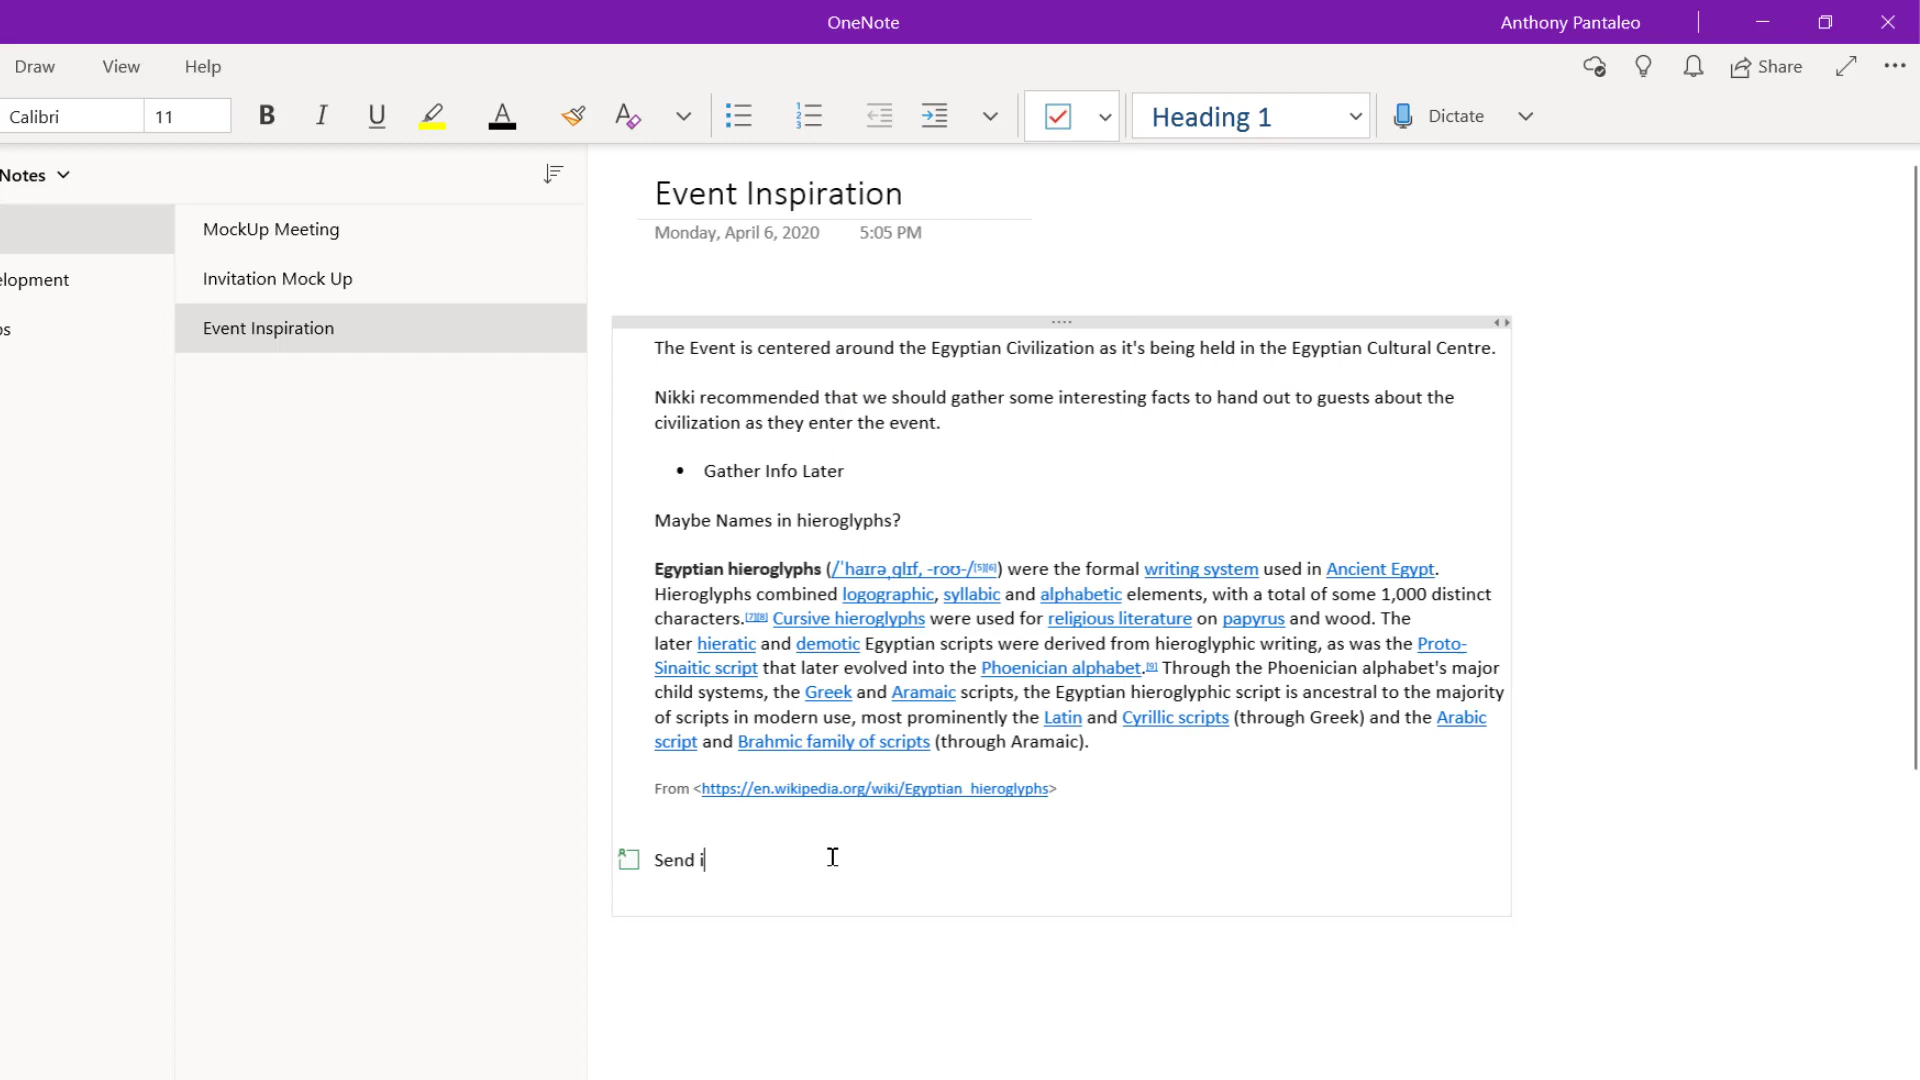 OneNote
Anthony Pantaleo
Draw View Help
Share
Calibri 11
B I U A A
Heading 1
Dictate
Notes
elopment
os
MockUp Meeting
Invitation Mock Up
Event Inspiration
Event Inspiration
Monday, April 6, 2020 5:05 PM
The Event is centered around the Egyptian Civilization as it's being held in the Egyptian Cultural Centre.
Nikki recommended that we should gather some interesting facts to hand out to guests about the
civilization as they enter the event.
• Gather Info Later
Maybe Names in hieroglyphs?
Egyptian hieroglyphs (/ˈhaɪrəˌɡlɪf, -roʊ-/[5][6]) were the formal writing system used in Ancient Egypt.
Hieroglyphs combined logographic, syllabic and alphabetic elements, with a total of some 1,000 distinct
characters.[7][8] Cursive hieroglyphs were used for religious literature on papyrus and wood. The
later hieratic and demotic Egyptian scripts were derived from hieroglyphic writing, as was the Proto-
Sinaitic script that later evolved into the Phoenician alphabet.[9] Through the Phoenician alphabet's major
child systems, the Greek and Aramaic scripts, the Egyptian hieroglyphic script is ancestral to the majority
of scripts in modern use, most prominently the Latin and Cyrillic scripts (through Greek) and the Arabic
script and Brahmic family of scripts (through Aramaic).
From <https://en.wikipedia.org/wiki/Egyptian_hieroglyphs>
Send i